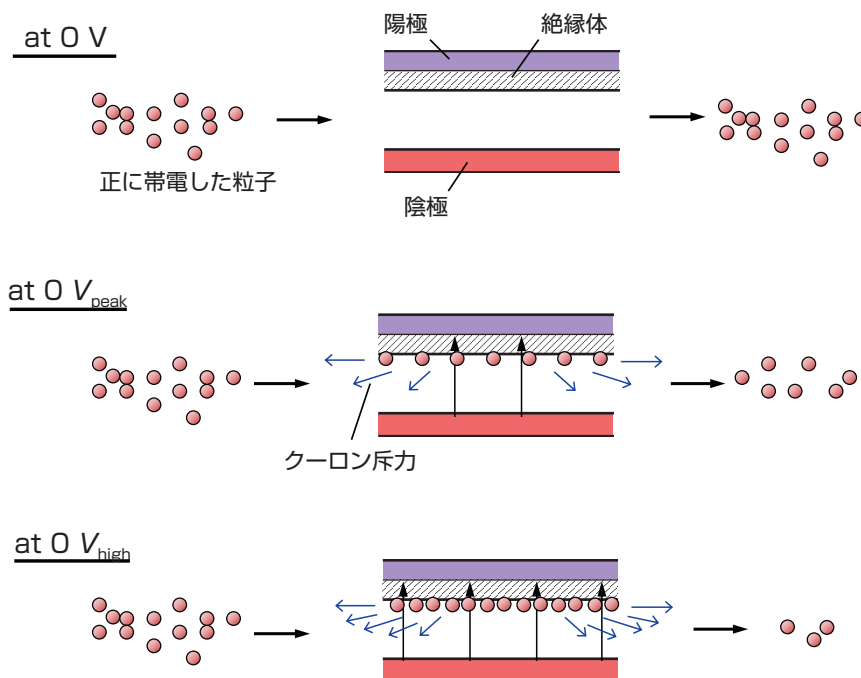 at 0 V
陽極
絶縁体
正に帯電した粒子
陰極
at 0 Vpeak
クーロン斥力
at 0 Vhigh